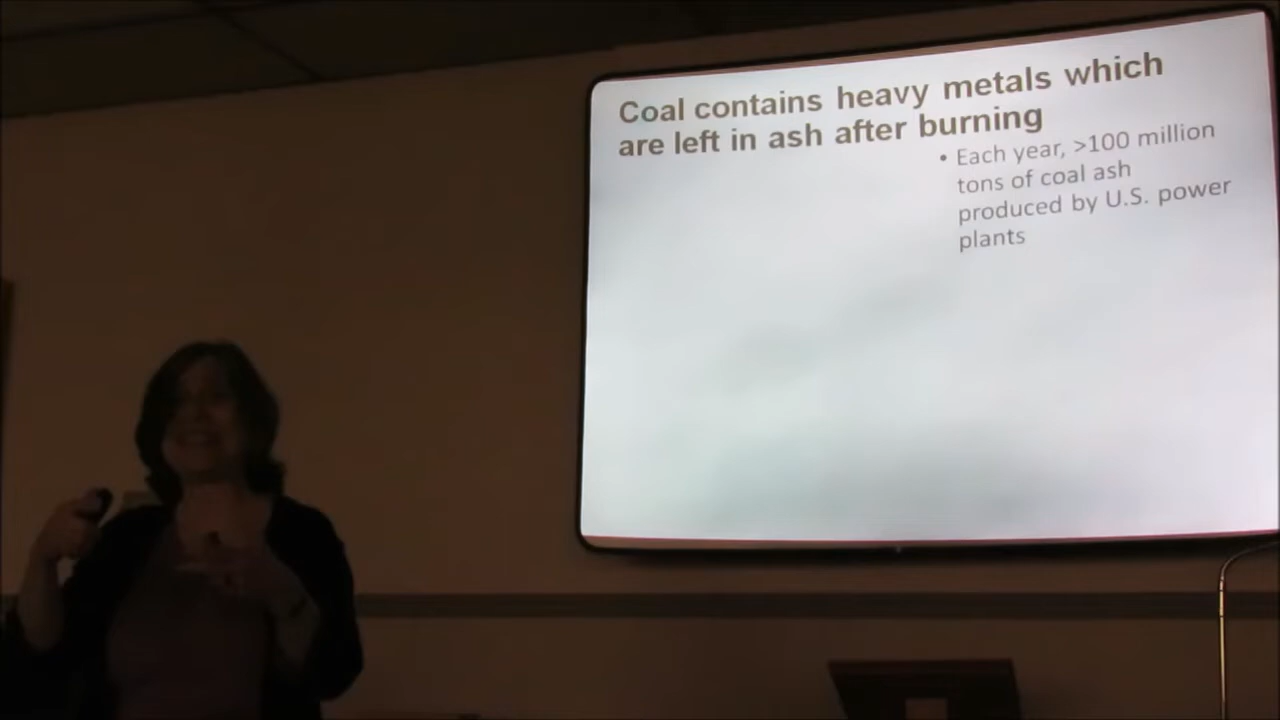 Coal contains heavy metals which
are left in ash after burning
• Each year, >100 million
tons of coal ash
produced by U.S. power
plants